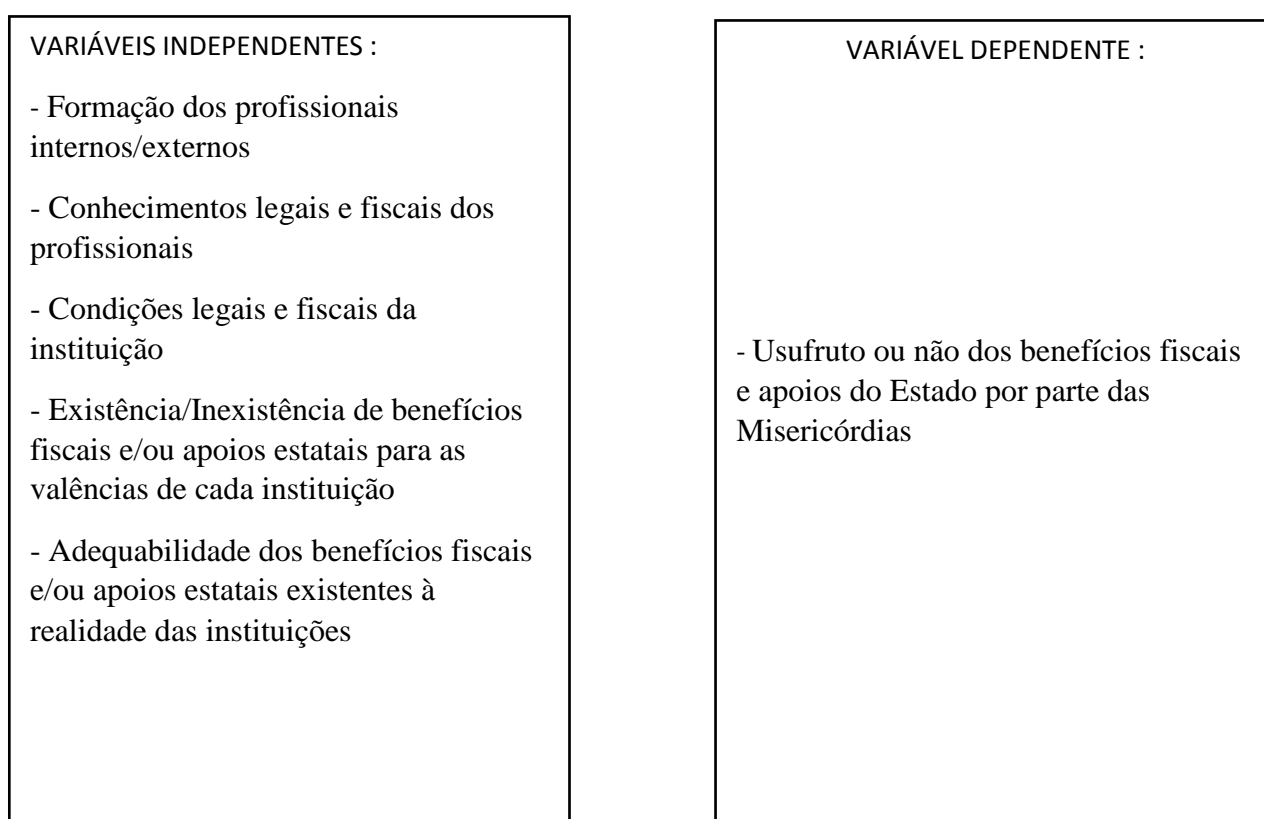 VARIÁVEIS INDEPENDENTES :
- Formação dos profissionais
internos/externos
- Conhecimentos legais e fiscais dos
profissionais
- Condições legais e fiscais da
instituição
- Existência/Inexistência de benefícios
fiscais e/ou apoios estatais para as
valências de cada instituição
- Adequabilidade dos benefícios fiscais
e/ou apoios estatais existentes à
realidade das instituições
VARIÁVEL DEPENDENTE :
- Usufruto ou não dos benefícios fiscais
e apoios do Estado por parte das
Misericórdias